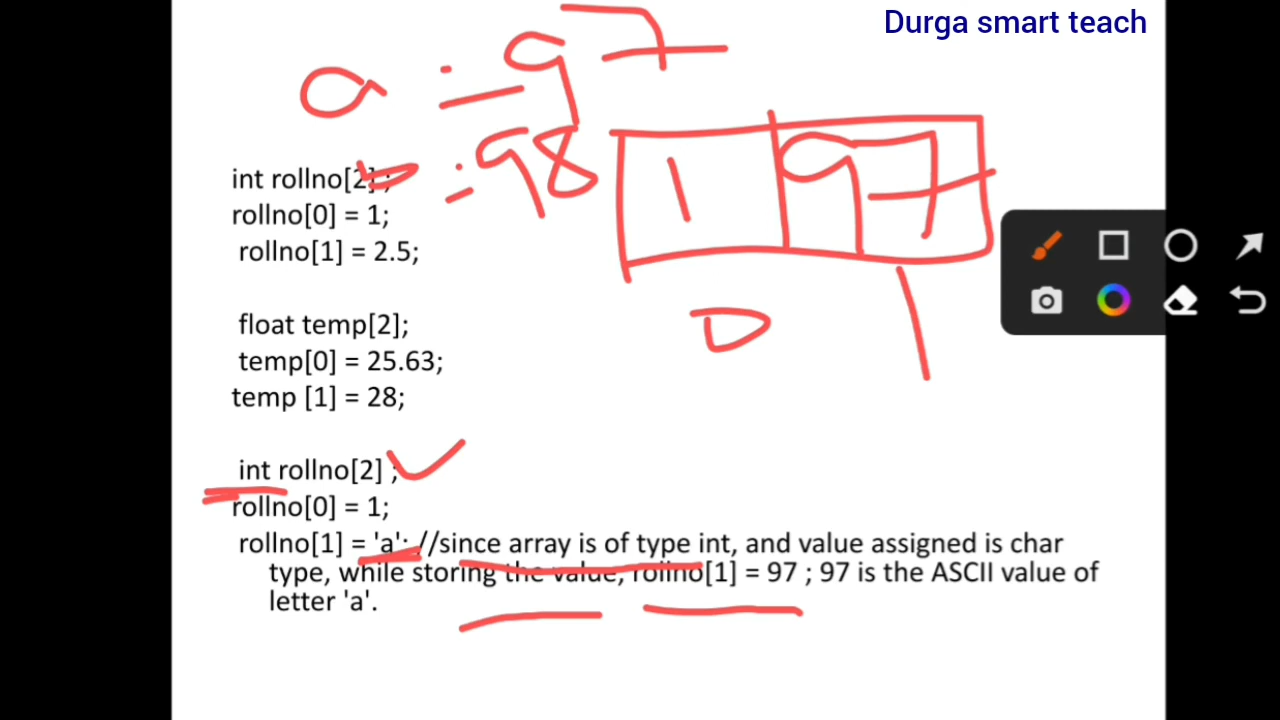 Durga smart teach
a = 97
b = 98
1 97
0 1
int rollno[2] ;
rollno[0] = 1;
rollno[1] = 2.5;
float temp[2];
temp[0] = 25.63;
temp [1] = 28;
int rollno[2] ;
rollno[0] = 1;
rollno[1] = 'a'; //since array is of type int, and value assigned is char
type, while storing the value, rollno[1] = 97 ; 97 is the ASCII value of
letter 'a'.